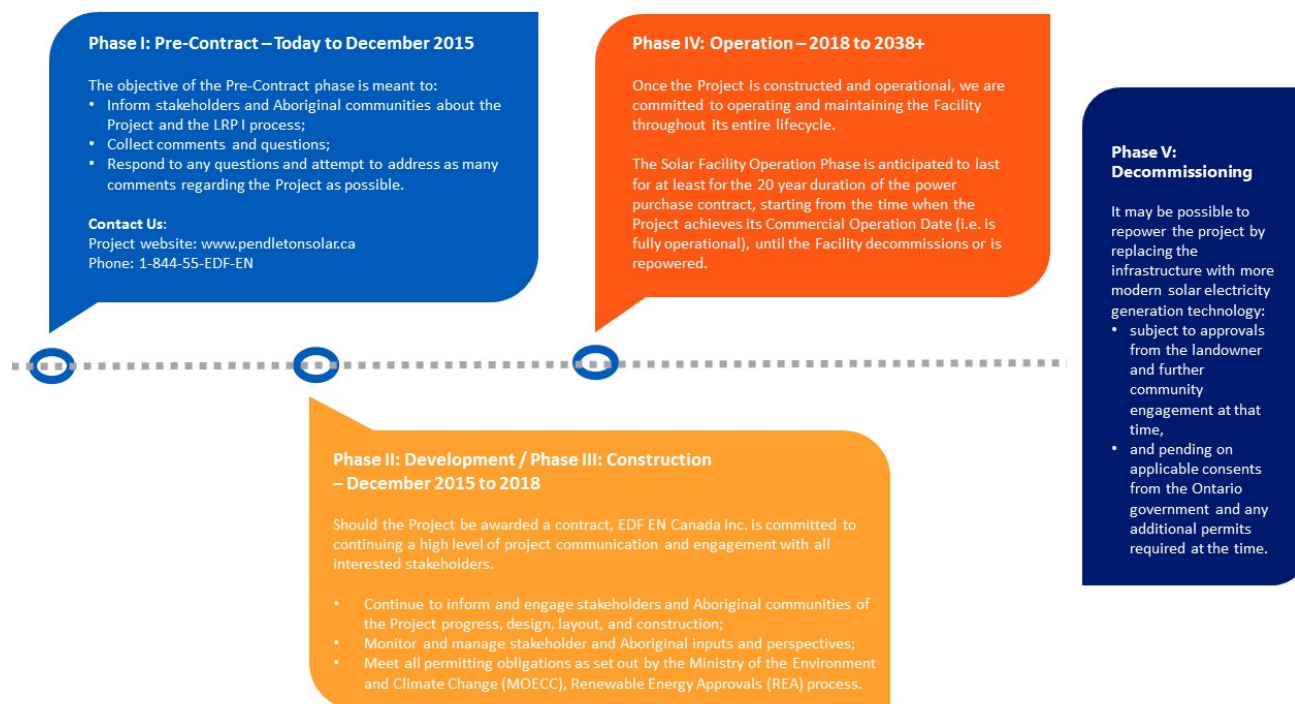 Phase I: Pre-Contract – Today to December 2015
The objective of the Pre-Contract phase is meant to:
• Inform stakeholders and Aboriginal communities about the
Project and the LRP I process;
• Collect comments and questions;
• Respond to any questions and attempt to address as many
comments regarding the Project as possible.
Contact Us:
Project website: www.pendletonsolar.ca
Phone: 1-844-55-EDF-EN
Phase II: Development / Phase III: Construction
– December 2015 to 2018
Should the Project be awarded a contract, EDF EN Canada Inc. is committed to
continuing a high level of project communication and engagement with all
interested stakeholders.
• Continue to inform and engage stakeholders and Aboriginal communities of
the Project progress, design, layout, and construction;
• Monitor and manage stakeholder and Aboriginal inputs and perspectives;
• Meet all permitting obligations as set out by the Ministry of the Environment
and Climate Change (MOECC), Renewable Energy Approvals (REA) process.
Phase IV: Operation – 2018 to 2038+
Once the Project is constructed and operational, we are
committed to operating and maintaining the Facility
throughout its entire lifecycle.
The Solar Facility Operation Phase is anticipated to last
for at least for the 20 year duration of the power
purchase contract, starting from the time when the
Project achieves its Commercial Operation Date (i.e. is
fully operational), until the Facility decommissions or is
repowered.
Phase V:
Decommissioning
It may be possible to
repower the project by
replacing the
infrastructure with more
modern solar electricity
generation technology:
• subject to approvals
from the landowner
and further
community
engagement at that
time,
• and pending on
applicable consents
from the Ontario
government and any
additional permits
required at the time.